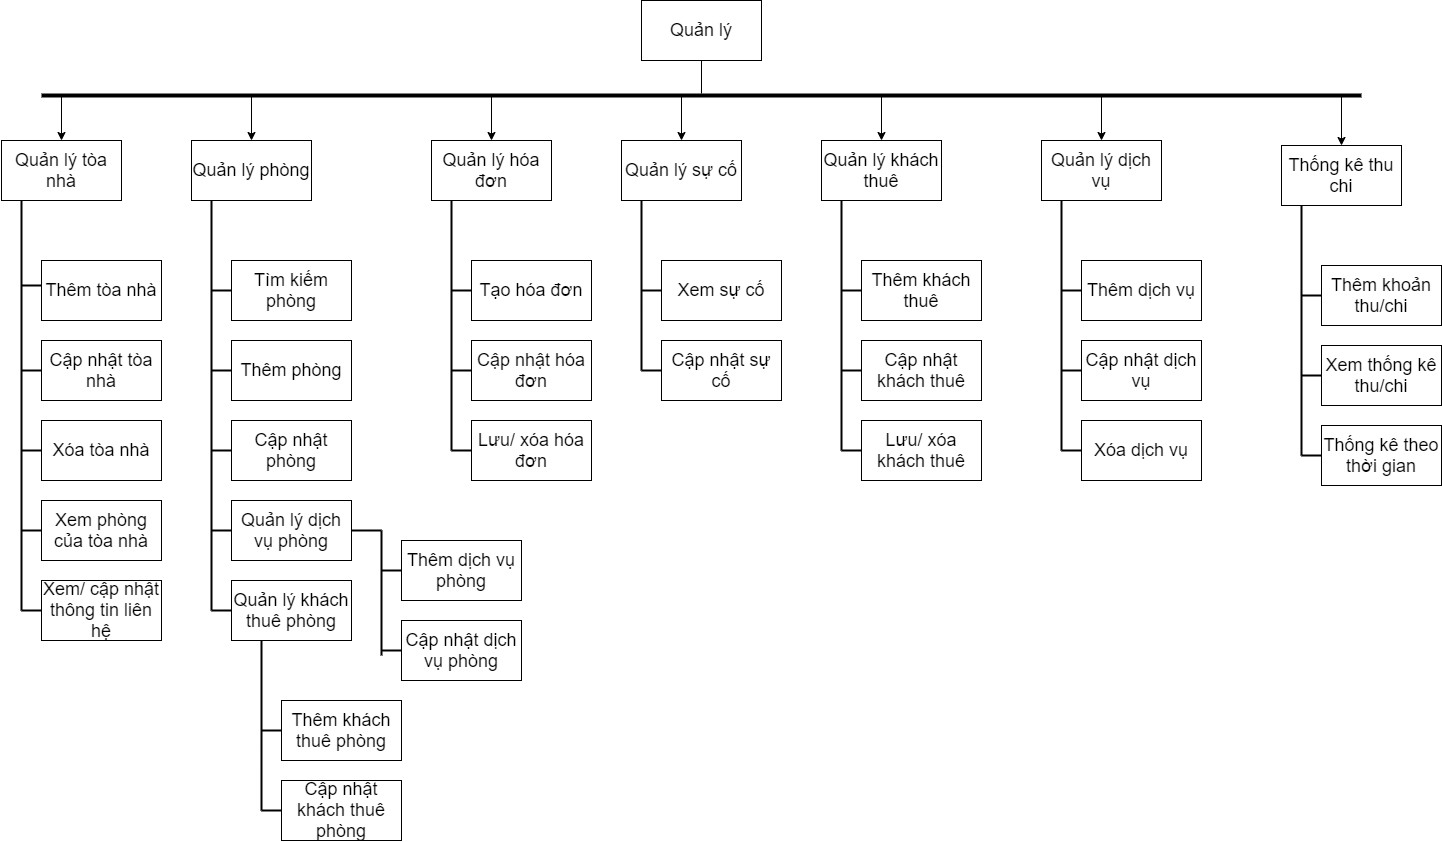 Quản lý
Quản lý tòa
nhà
Thêm tòa nhà
Cập nhật tòa
nhà
Xóa tòa nhà
Xem phòng
của tòa nhà
Xem/ cập nhật
thông tin liên
hệ
Quản lý phòng
Tìm kiếm
phòng
Thêm phòng
Cập nhật
phòng
Quản lý dịch
vụ phòng
Thêm dịch vụ
phòng
Cập nhật dịch
vụ phòng
Quản lý khách
thuê phòng
Thêm khách
thuê phòng
Cập nhật
khách thuê
phòng
Quản lý hóa
đơn
Tạo hóa đơn
Cập nhật hóa
đơn
Lưu/ xóa hóa
đơn
Quản lý sự cố
Xem sự cố
Cập nhật sự
cố
Quản lý khách
thuê
Thêm khách
thuê
Cập nhật
khách thuê
Lưu/ xóa
khách thuê
Quản lý dịch
vụ
Thêm dịch vụ
Cập nhật dịch
vụ
Xóa dịch vụ
Thống kê thu
chi
Thêm khoản
thu/chi
Xem thống kê
thu/chi
Thống kê theo
thời gian